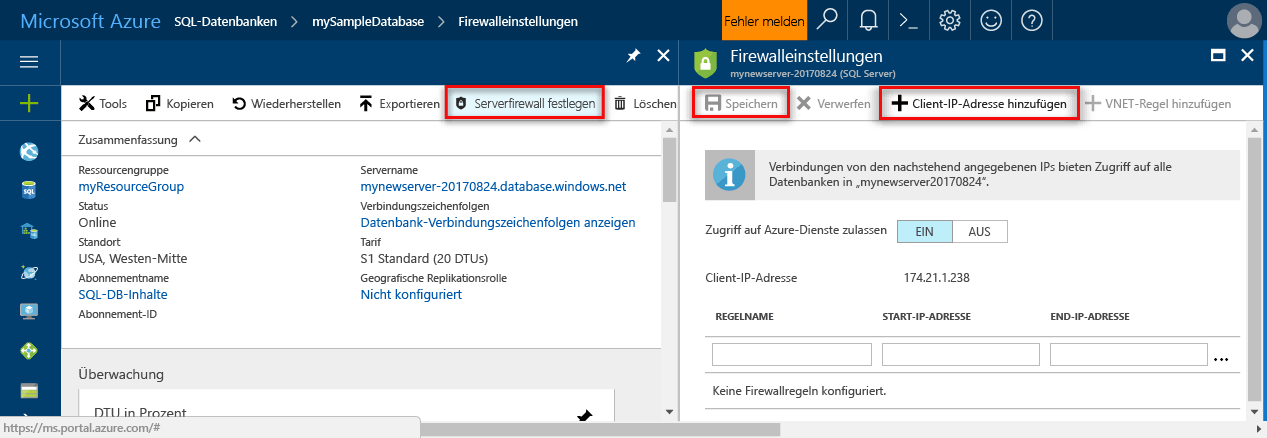 Microsoft Azure SQL-Datenbanken > mySampleDatabase > Firewalleinstellungen Fehler melden
Firewalleinstellungen
mynewserver-20170824 (SQL Server)
Tools Kopieren Wiederherstellen Exportieren Serverfirewall festlegen Löschen
Speichern Verwerfen Client-IP-Adresse hinzufügen VNET-Regel hinzufügen
Zusammenfassung
Ressourcengruppe
myResourceGroup
Status
Online
Standort
USA, Westen-Mitte
Abonnementname
SQL-DB-Inhalte
Abonnement-ID
Servername
mynewserver-20170824.database.windows.net
Verbindungszeichenfolgen
Datenbank-Verbindungszeichenfolgen anzeigen
Tarif
S1 Standard (20 DTUs)
Geografische Replikationsrolle
Nicht konfiguriert
Überwachung
DTU in Prozent
https://ms.portal.azure.com/#
Verbindungen von den nachstehend angegebenen IPs bieten Zugriff auf alle
Datenbanken in „mynewserver20170824“.
Zugriff auf Azure-Dienste zulassen EIN AUS
Client-IP-Adresse 174.21.1.238
REGELNAME START-IP-ADRESSE END-IP-ADRESSE
...
Keine Firewallregeln konfiguriert.
SQL